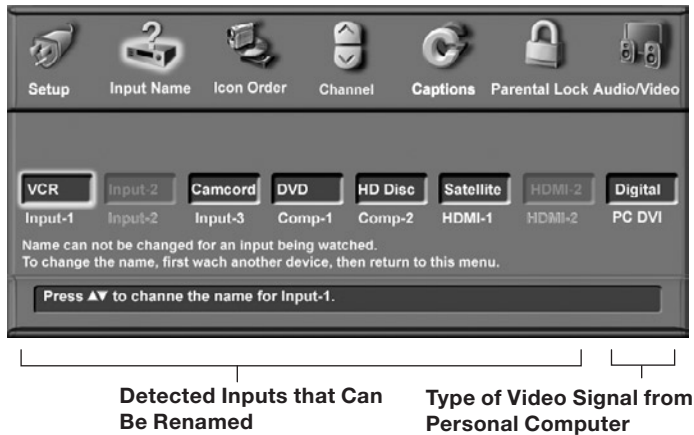 Setup Input Name Icon Order Channel Captions Parental Lock Audio/Video
VCR Input-2 Camcord DVD HD Disc Satellite HDMI-2 Digital
Input-1 Input-2 Input-3 Comp-1 Comp-2 HDMI-1 HDMI-2 PC DVI
Name can not be changed for an input being watched.
To change the name, first wach another device, then return to this menu.
Press ▲▼ to channe the name for Input-1.
Detected Inputs that Can
Be Renamed
Type of Video Signal from
Personal Computer